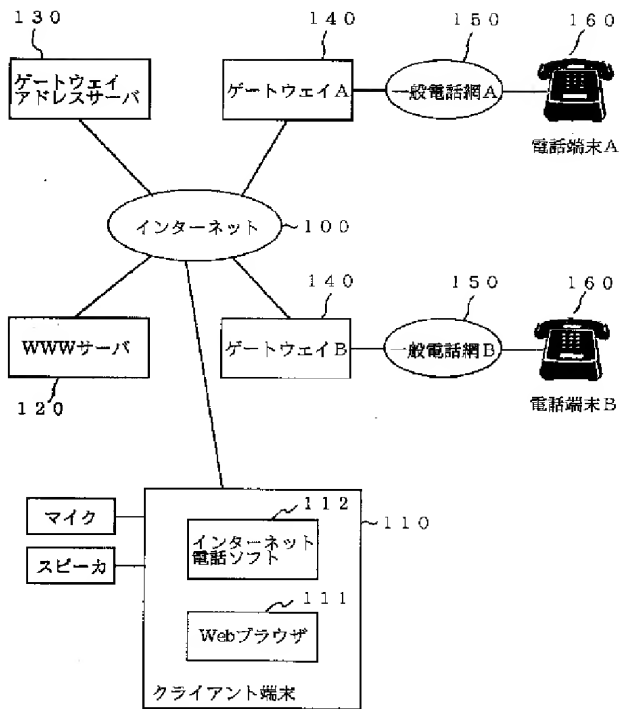 130
140
150
160
ゲートウェイ
アドレスサーバ
ゲートウェイA
一般電話網A
電話端末A
インターネット
100
140
150
160
WWWサーバ
ゲートウェイB
一般電話網B
120
電話端末B
マイク
スピーカ
112
110
インターネット
電話ソフト
111
Webブラウザ
クライアント端末